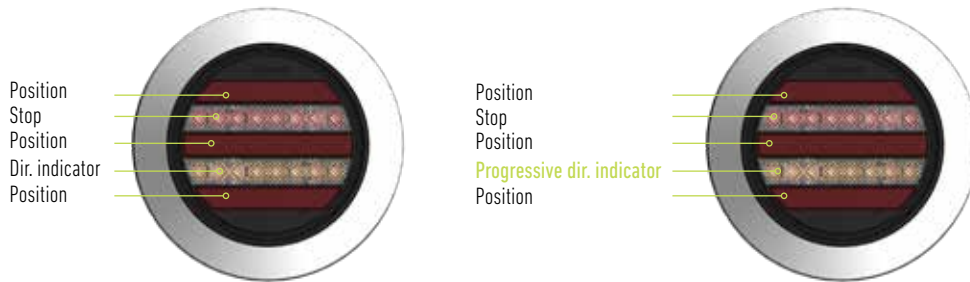 Position
Stop
Position
Dir. indicator
Position
Position
Stop
Position
Progressive dir. indicator
Position